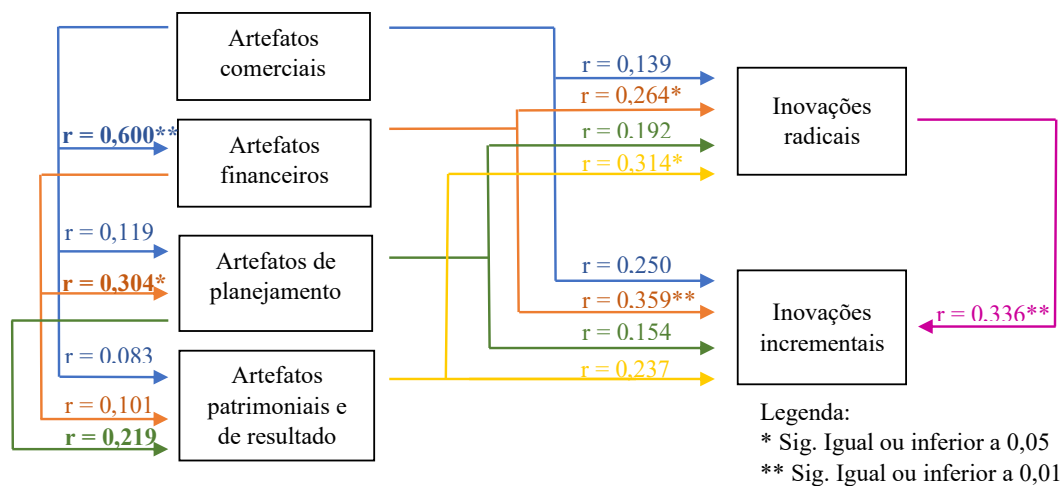 Artefatos
comerciais
r = 0,139
r = 0,264*
Inovações
radicais
r = 0,600**
Artefatos
financeiros
r = 0.192
r = 0,314*
r = 0,119
r = 0,304*
Artefatos de
planejamento
r = 0.250
r = 0.359**
r = 0.154
r = 0,237
Inovações
incrementais
r = 0.336**
r = 0.083
r = 0,101
r = 0,219
Artefatos
patrimoniais e
de resultado
Legenda:
* Sig. Igual ou inferior a 0,05
** Sig. Igual ou inferior a 0,01